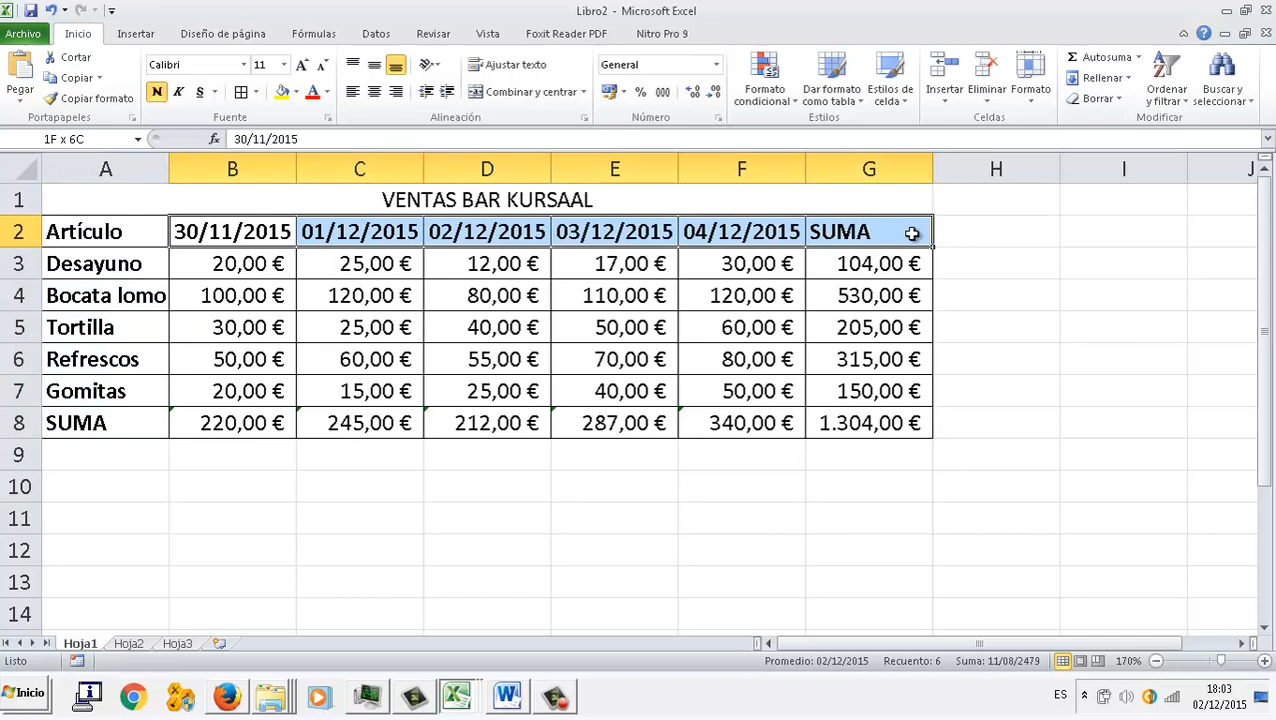 Libro2 - Microsoft Excel
Archivo Inicio Insertar Diseño de página Fórmulas Datos Revisar Vista Foxit Reader PDF Nitro Pro 9
Pegar Cortar Copiar Copiar formato
Portapapeles
Calibri 11
N K S
Fuente
Ajustar texto
Combinar y centrar
Alineación
General
% 000
Número
Formato condicional Dar formato como tabla Estilos de celda
Estilos
Insertar Eliminar Formato
Celdas
Autosuma Rellenar Borrar
Ordenar y filtrar Buscar y seleccionar
Modificar
1F x 6C fx 30/11/2015
A B C D E F G H I J
1 VENTAS BAR KURSAAL
2 Artículo 30/11/2015 01/12/2015 02/12/2015 03/12/2015 04/12/2015 SUMA
3 Desayuno 20,00 € 25,00 € 12,00 € 17,00 € 30,00 € 104,00 €
4 Bocata lomo 100,00 € 120,00 € 80,00 € 110,00 € 120,00 € 530,00 €
5 Tortilla 30,00 € 25,00 € 40,00 € 50,00 € 60,00 € 205,00 €
6 Refrescos 50,00 € 60,00 € 55,00 € 70,00 € 80,00 € 315,00 €
7 Gomitas 20,00 € 15,00 € 25,00 € 40,00 € 50,00 € 150,00 €
8 SUMA 220,00 € 245,00 € 212,00 € 287,00 € 340,00 € 1.304,00 €
9
10
11
12
13
14
Hoja1 Hoja2 Hoja3
Listo Promedio: 02/12/2015 Recuento: 6 Suma: 11/08/2479 170%
Inicio ES 18:03
02/12/2015